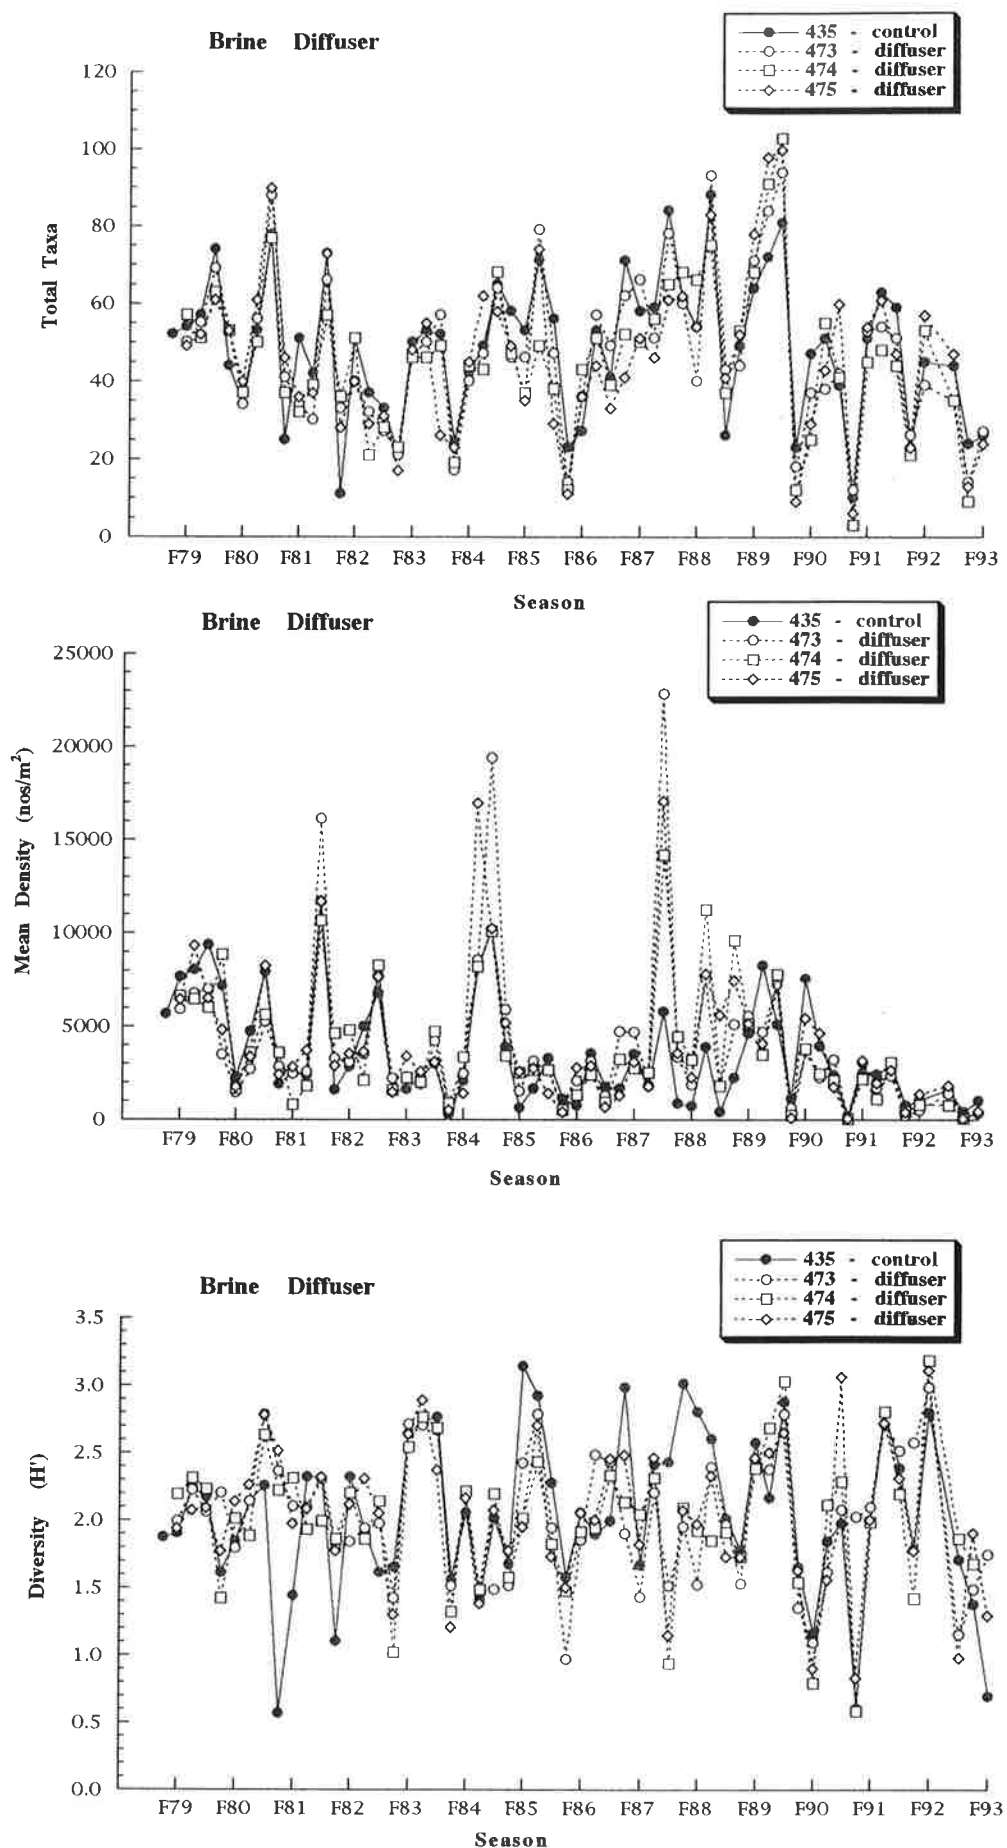 Brine Diffuser
435 - control
473 - diffuser
474 - diffuser
475 - diffuser
120
100
80
60
40
20
0
Total Taxa
F79 F80 F81 F82 F83 F84 F85 F86 F87 F88 F89 F90 F91 F92 F93
Season
Brine Diffuser
435 - control
473 - diffuser
474 - diffuser
475 - diffuser
25000
20000
15000
10000
5000
0
Mean Density (nos/m²)
F79 F80 F81 F82 F83 F84 F85 F86 F87 F88 F89 F90 F91 F92 F93
Season
Brine Diffuser
435 - control
473 - diffuser
474 - diffuser
475 - diffuser
3.5
3.0
2.5
2.0
1.5
1.0
0.5
0.0
Diversity (H')
F79 F80 F81 F82 F83 F84 F85 F86 F87 F88 F89 F90 F91 F92 F93
Season